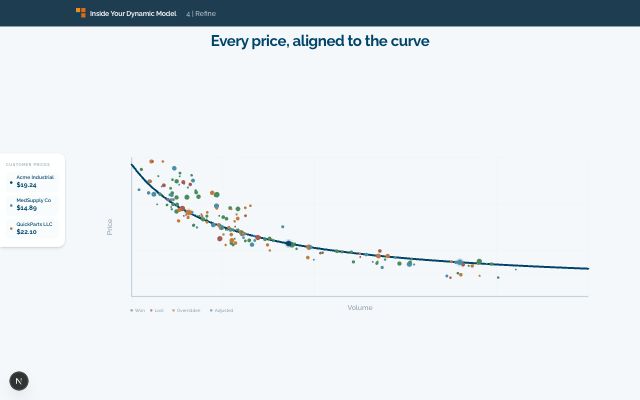 Inside Your Dynamic Model 4 | Refine
Every price, aligned to the curve
CUSTOMER PRICES
Acme Industrial
$19.24
MedSupply Co
$14.89
QuickParts LLC
$22.10
Price
Volume
Won Lost Overridden Adjusted
N